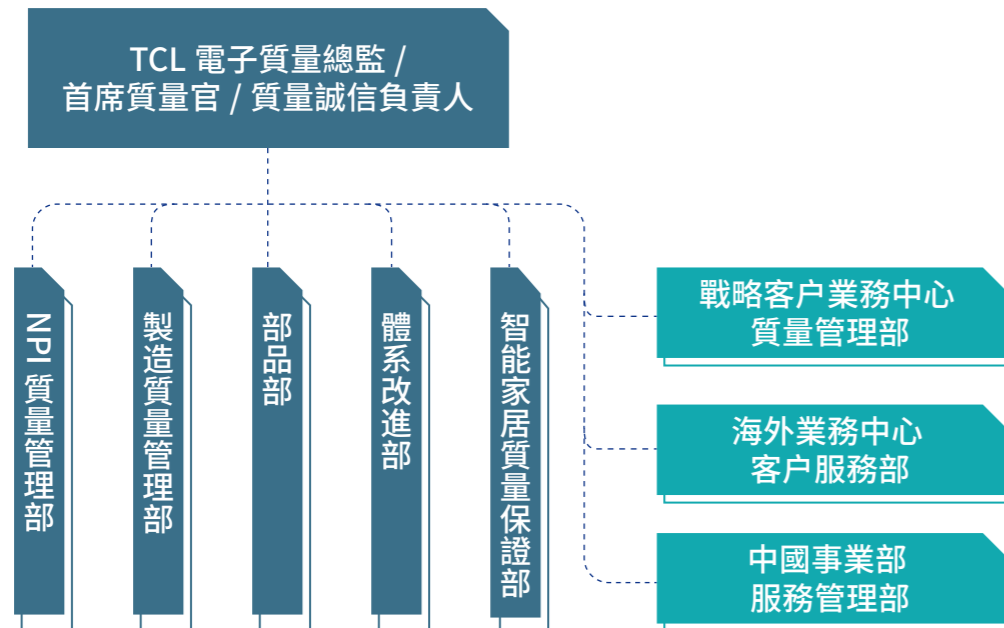 TCL 電子質量總監 /
首席質量官 / 質量誠信負責人
NPI 質量管理部
製造質量管理部
部品部
體系改進部
智能家居質量保證部
戰略客户業務中心
質量管理部
海外業務中心
客户服務部
中國事業部
服務管理部